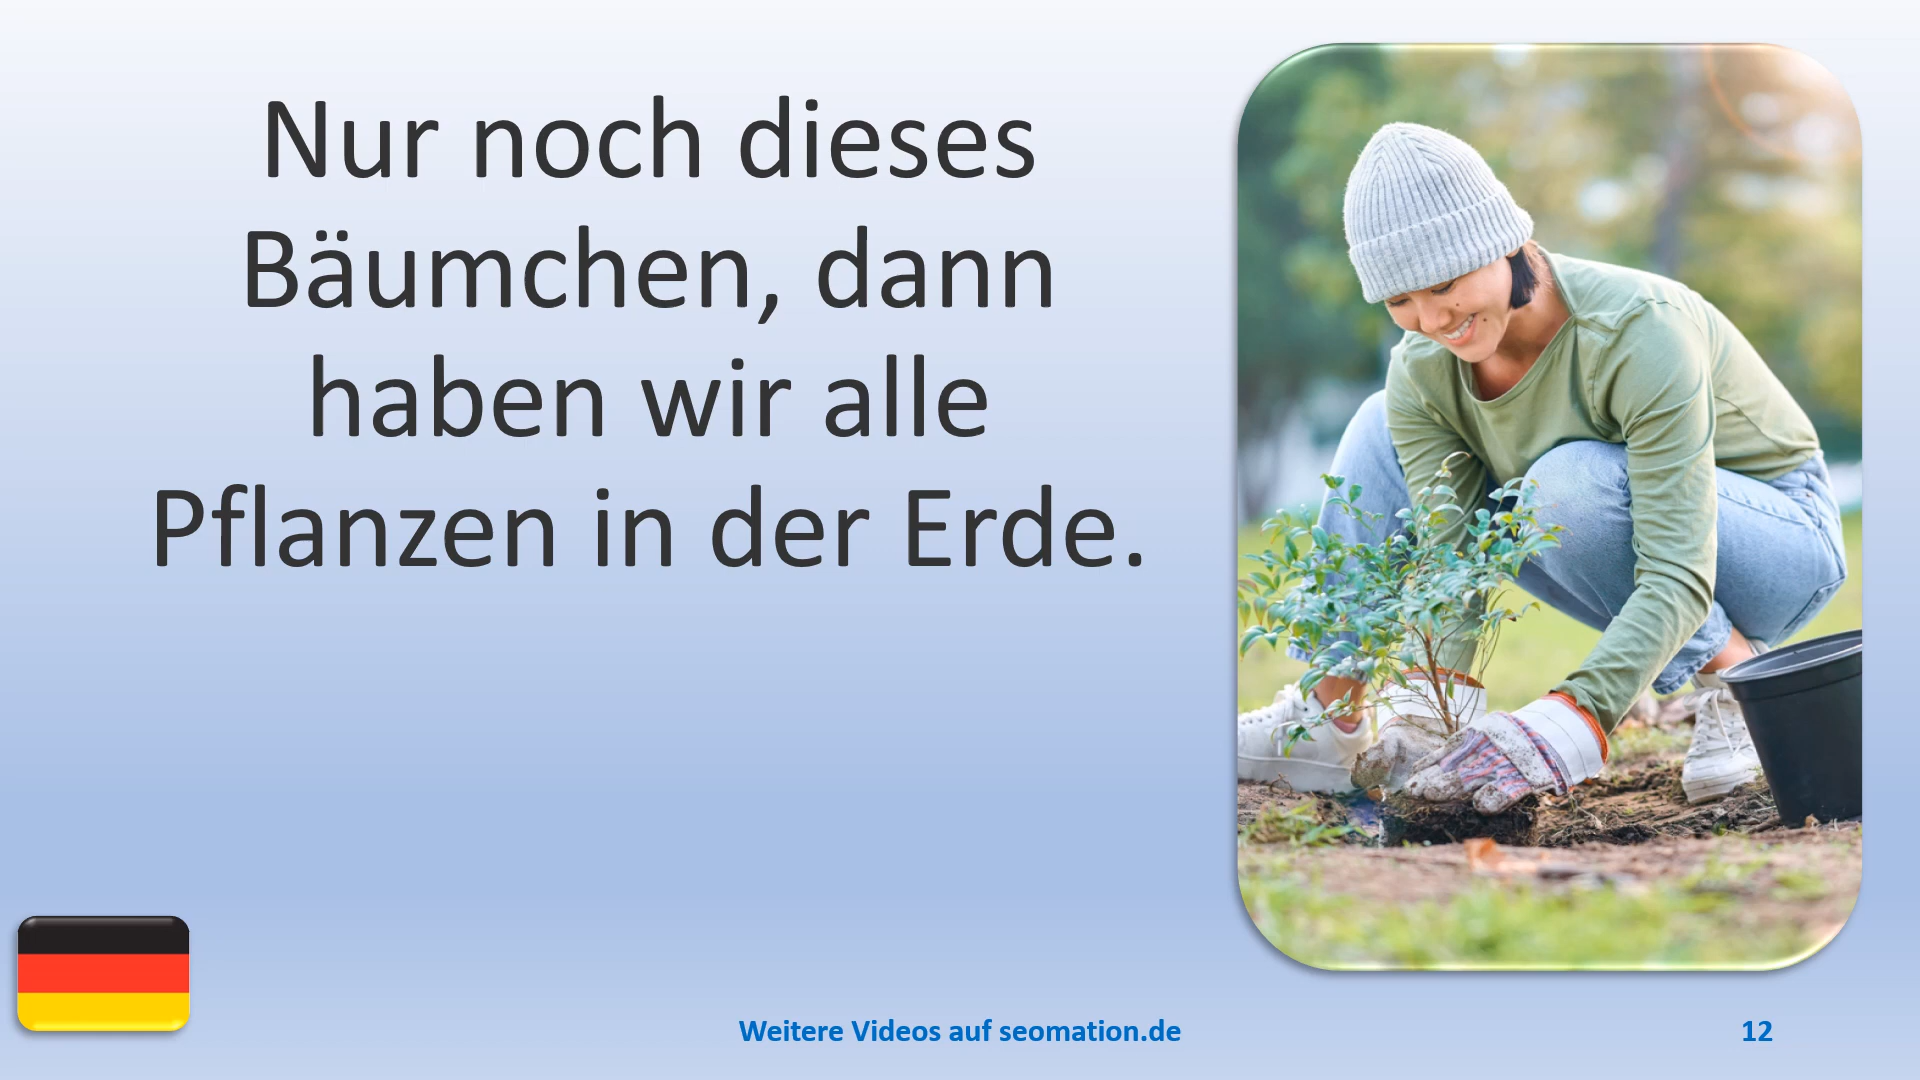 Nur noch dieses
Bäumchen, dann
haben wir alle
Pflanzen in der Erde.
Weitere Videos auf seomation.de
12